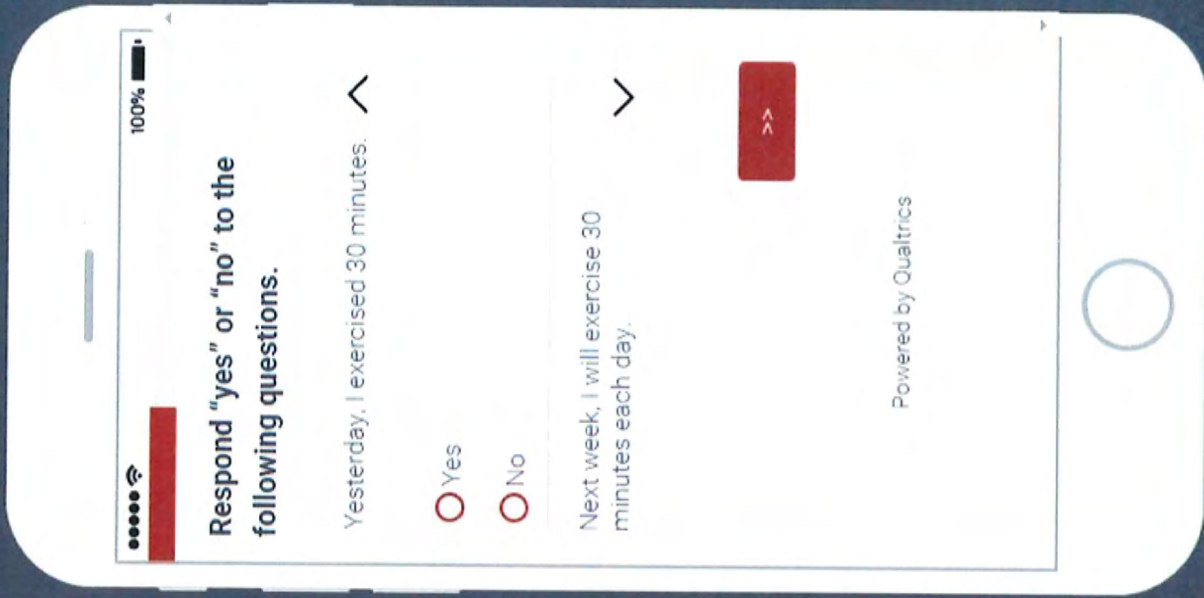 100%
Respond "yes" or "no" to the
following questions.
Yesterday, I exercised 30 minutes.
Yes
No
Next week, I will exercise 30
minutes each day.
>>
Powered by Qualtrics